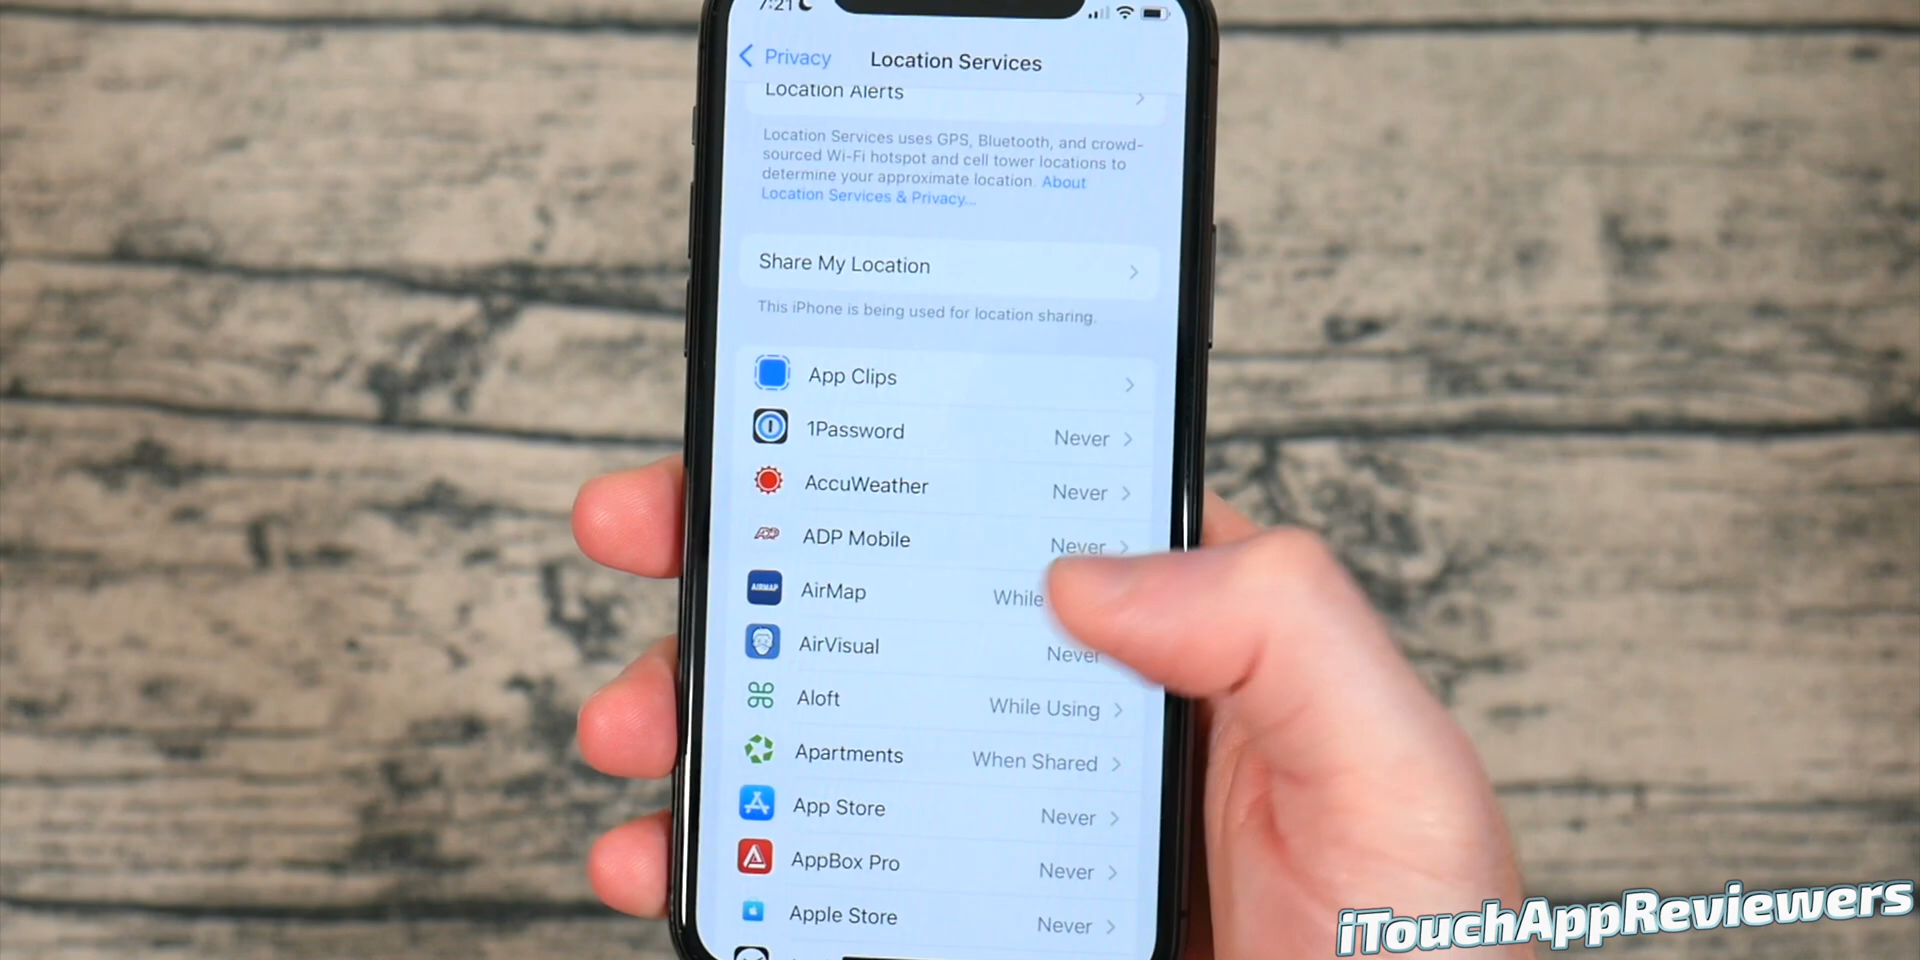 7:21
Privacy
Location Services
Location Alerts
Location Services uses GPS, Bluetooth, and crowd-
sourced Wi-Fi hotspot and cell tower locations to
determine your approximate location. About
Location Services & Privacy...
Share My Location
This iPhone is being used for location sharing.
App Clips
1Password Never
AccuWeather Never
ADP Mobile Never
AIRMAP AirMap While
AirVisual Never
Aloft While Using
Apartments When Shared
App Store Never
AppBox Pro Never
Apple Store Never
iTouchAppReviewers